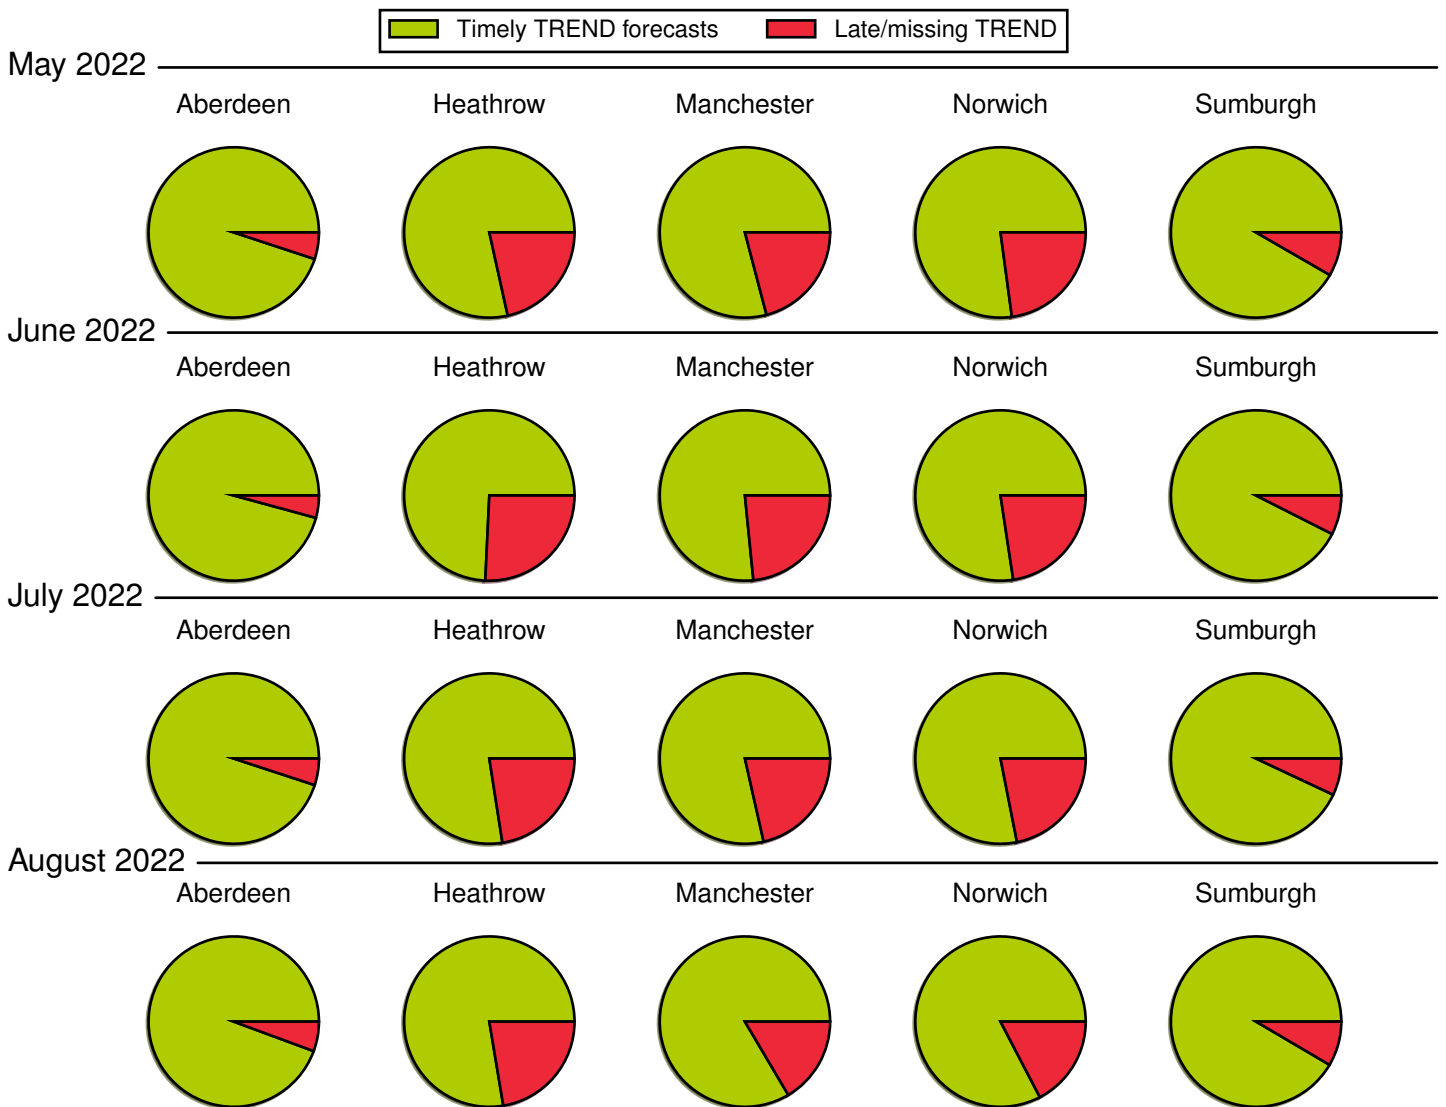 Timely TREND forecasts Late/missing TREND
May 2022
Aberdeen Heathrow Manchester Norwich Sumburgh
June 2022
Aberdeen Heathrow Manchester Norwich Sumburgh
July 2022
Aberdeen Heathrow Manchester Norwich Sumburgh
August 2022
Aberdeen Heathrow Manchester Norwich Sumburgh